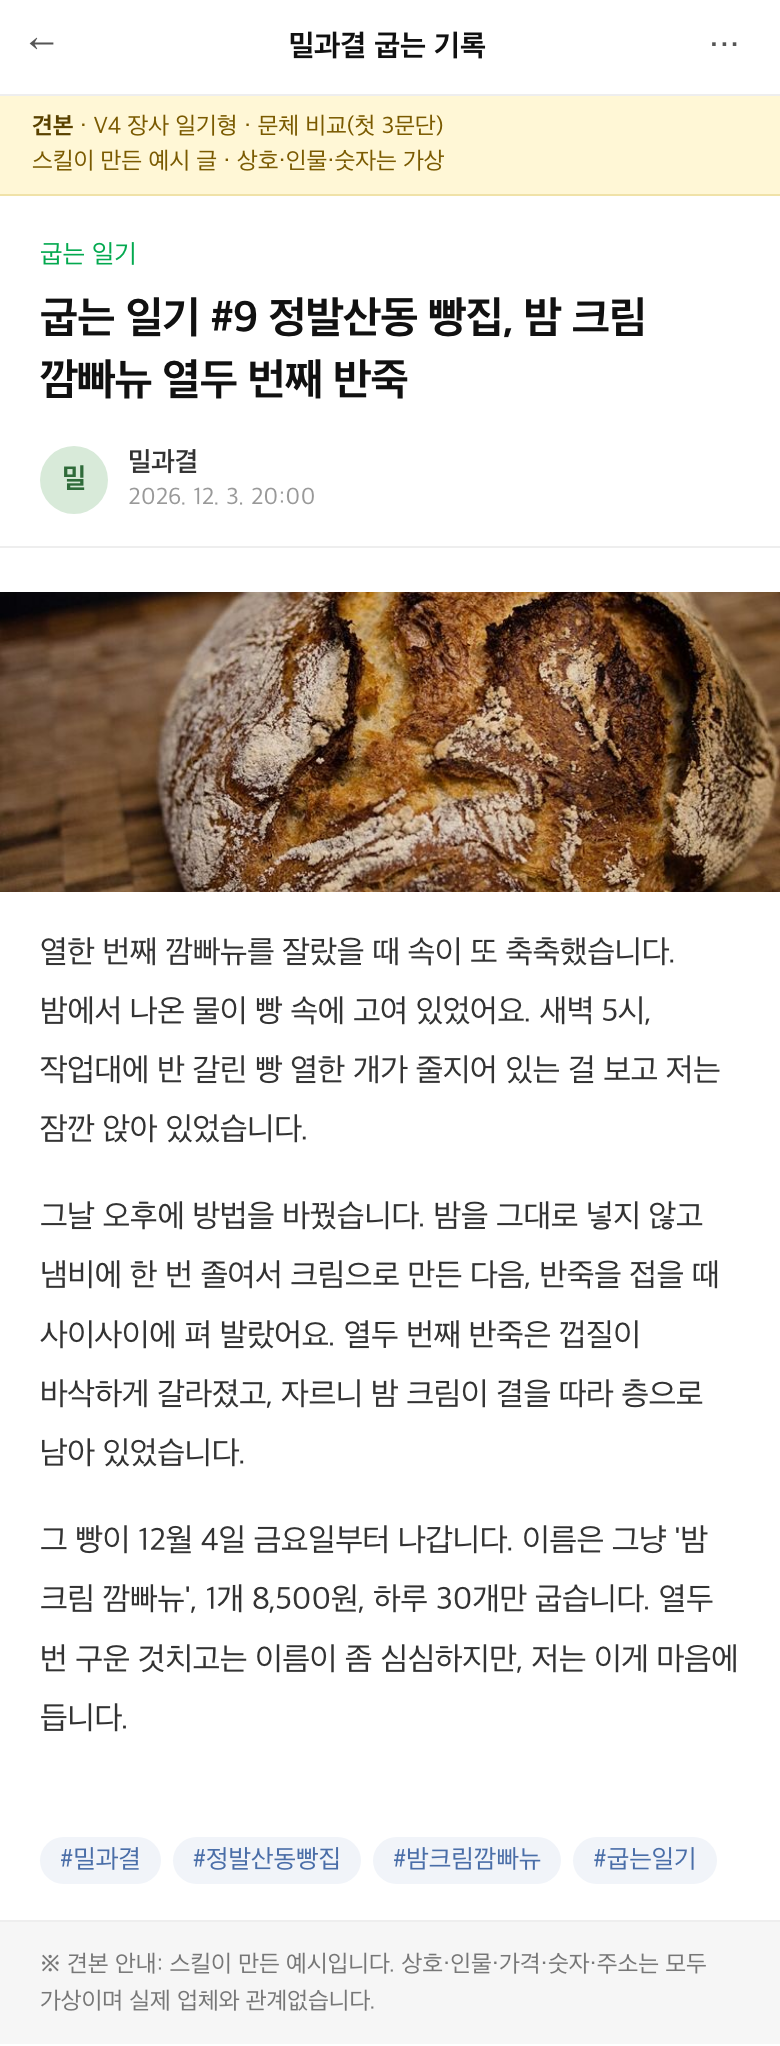 ←
밀과결 굽는 기록
···
견본 · V4 장사 일기형 · 문체 비교(첫 3문단)
스킬이 만든 예시 글 · 상호·인물·숫자는 가상
굽는 일기
굽는 일기 #9 정발산동 빵집, 밤 크림
깜빠뉴 열두 번째 반죽
밀
밀과결
2026. 12. 3. 20:00
열한 번째 깜빠뉴를 잘랐을 때 속이 또 축축했습니다.
밤에서 나온 물이 빵 속에 고여 있었어요. 새벽 5시,
작업대에 반 갈린 빵 열한 개가 줄지어 있는 걸 보고 저는
잠깐 앉아 있었습니다.
그날 오후에 방법을 바꿨습니다. 밤을 그대로 넣지 않고
냄비에 한 번 졸여서 크림으로 만든 다음, 반죽을 접을 때
사이사이에 펴 발랐어요. 열두 번째 반죽은 껍질이
바삭하게 갈라졌고, 자르니 밤 크림이 결을 따라 층으로
남아 있었습니다.
그 빵이 12월 4일 금요일부터 나갑니다. 이름은 그냥 '밤
크림 깜빠뉴', 1개 8,500원, 하루 30개만 굽습니다. 열두
번 구운 것치고는 이름이 좀 심심하지만, 저는 이게 마음에
듭니다.
#밀과결 #정발산동빵집 #밤크림깜빠뉴 #굽는일기
※ 견본 안내: 스킬이 만든 예시입니다. 상호·인물·가격·숫자·주소는 모두
가상이며 실제 업체와 관계없습니다.